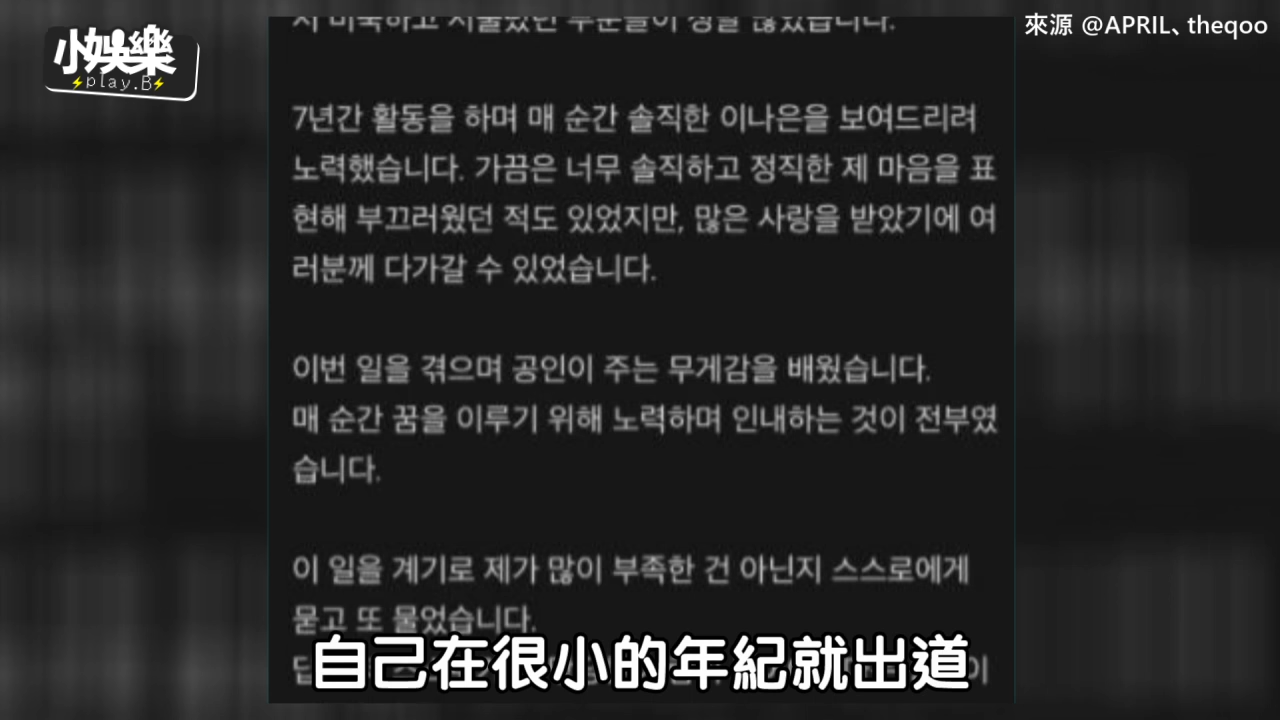 小娛樂
play.B
來源 @APRIL、theqoo
7년간 활동을 하며 매 순간 솔직한 이나은을 보여드리려
노력했습니다. 가끔은 너무 솔직하고 정직한 제 마음을 표
현해 부끄러웠던 적도 있었지만, 많은 사랑을 받았기에 여
러분께 다가갈 수 있었습니다.
이번 일을 겪으며 공인이 주는 무게감을 배웠습니다.
매 순간 꿈을 이루기 위해 노력하며 인내하는 것이 전부였
습니다.
이 일을 계기로 제가 많이 부족한 건 아닌지 스스로에게
묻고 또 물었습니다.
自己在很小的年紀就出道